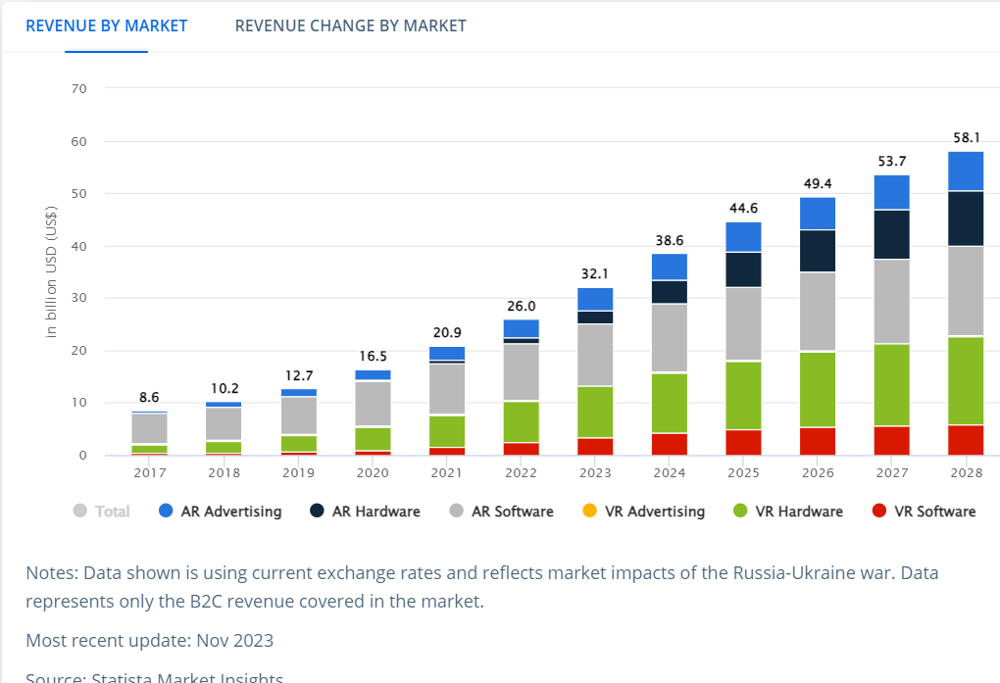 REVENUE BY MARKET REVENUE CHANGE BY MARKET
in billion USD (US$)
70
60
50
40
30
20
10
0
8.6
10.2
12.7
16.5
20.9
26.0
32.1
38.6
44.6
49.4
53.7
58.1
2017 2018 2019 2020 2021 2022 2023 2024 2025 2026 2027 2028
Total AR Advertising AR Hardware AR Software VR Advertising VR Hardware VR Software
Notes: Data shown is using current exchange rates and reflects market impacts of the Russia-Ukraine war. Data
represents only the B2C revenue covered in the market.
Most recent update: Nov 2023
Source: Statista Market Insights